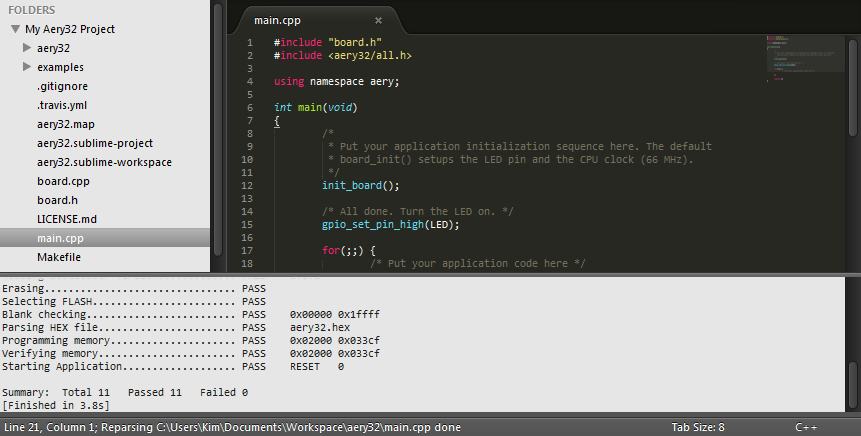 FOLDERS
My Aery32 Project
aery32
examples
.gitignore
.travis.yml
aery32.map
aery32.sublime-project
aery32.sublime-workspace
board.cpp
board.h
LICENSE.md
main.cpp
Makefile
main.cpp ×
1 #include "board.h"
2 #include <aery32/all.h>
3
4 using namespace aery;
5
6 int main(void)
7 {
8 /*
9 * Put your application initialization sequence here. The default
10 * board_init() setups the LED pin and the CPU clock (66 MHz).
11 */
12 init_board();
13
14 /* All done. Turn the LED on. */
15 gpio_set_pin_high(LED);
16
17 for(;;) {
18 /* Put your application code here */
Erasing.............................. PASS
Selecting FLASH...................... PASS
Blank checking....................... PASS 0x00000 0x1ffff
Parsing HEX file..................... PASS aery32.hex
Programming memory................... PASS 0x02000 0x033cf
Verifying memory..................... PASS 0x02000 0x033cf
Starting Application................. PASS RESET 0
Summary: Total 11 Passed 11 Failed 0
[Finished in 3.8s]
Line 21, Column 1; Reparsing C:\Users\Kim\Documents\Workspace\aery32\main.cpp done Tab Size: 8 C++